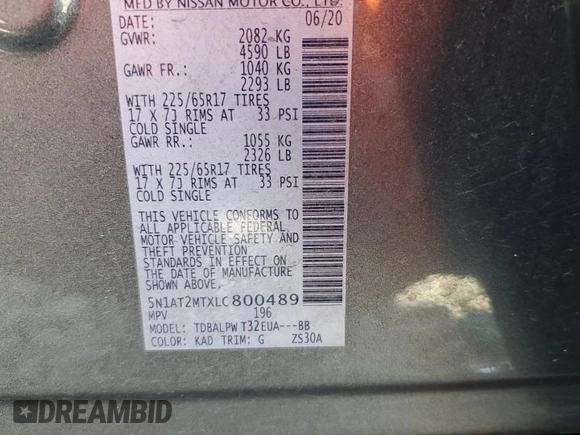 MFD BY NISSAN MOTOR CO., LTD.
DATE: 06/20
GVWR: 2082 KG
4590 LB
GAWR FR.: 1040 KG
2293 LB
WITH 225/65R17 TIRES
17 X 7J RIMS AT 33 PSI
COLD SINGLE
GAWR RR.: 1055 KG
2326 LB
WITH 225/65R17 TIRES
17 X 7J RIMS AT 33 PSI
COLD SINGLE
THIS VEHICLE CONFORMS TO
ALL APPLICABLE FEDERAL
MOTOR VEHICLE SAFETY AND
THEFT PREVENTION
STANDARDS IN EFFECT ON
THE DATE OF MANUFACTURE
SHOWN ABOVE.
5N1AT2MTXLC800489
MPV 196
MODEL: TDBALPW T32EUA---BB
COLOR: KAD TRIM: G ZS30A
DREAMBID